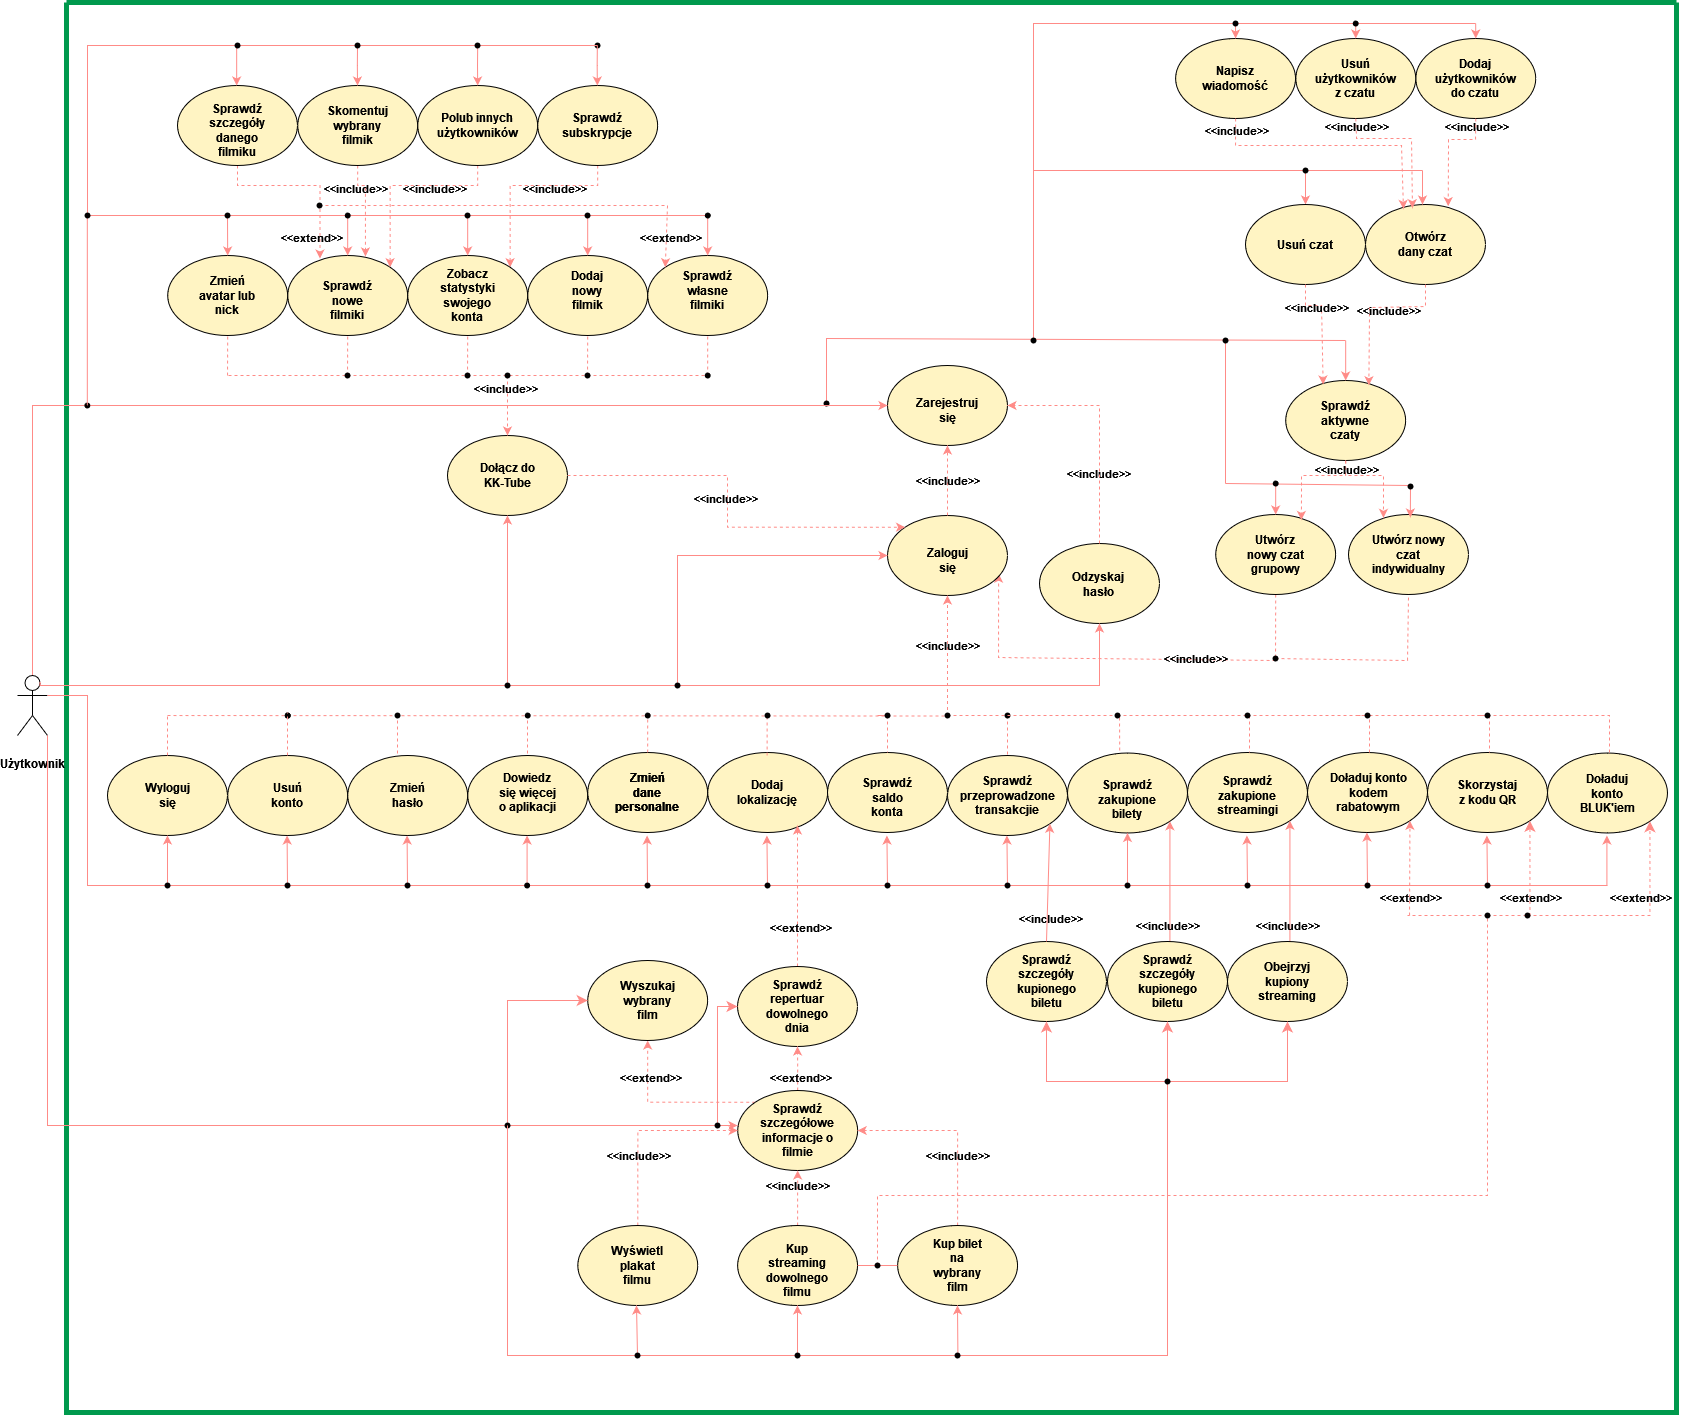 Napisz
wiadomość
Usuń
użytkowników
z czatu
Dodaj
użytkowników
do czatu
<<include>>
<<include>>
<<include>>
Sprawdź
szczegóły
danego
filmiku
Skomentuj
wybrany
filmik
Polub innych
użytkowników
Sprawdź
subskrypcje
<<include>>
<<include>>
<<include>>
<<extend>>
<<extend>>
Usuń czat
Otwórz
dany czat
Zmień
avatar lub
nick
Sprawdź
nowe
filmiki
Zobacz
statystyki
swojego
konta
Dodaj
nowy
filmik
Sprawdź
własne
filmiki
<<include>>
<<include>>
<<include>>
Zarejestruj
się
Sprawdź
aktywne
czaty
Dołącz do
KK-Tube
<<include>>
<<include>>
<<include>>
<<include>>
Zaloguj
się
Odzyskaj
hasło
Utwórz
nowy czat
grupowy
Utwórz nowy
czat
indywidualny
<<include>>
<<include>>
Użytkownik
Wyloguj
się
Usuń
konto
Zmień
hasło
Dowiedz
się więcej
o aplikacji
Zmień
dane
personalne
Dodaj
lokalizację
Sprawdź
saldo
konta
Sprawdź
przeprowadzone
transakcjie
Sprawdź
zakupione
bilety
Sprawdź
zakupione
streamingi
Doładuj konto
kodem
rabatowym
Skorzystaj
z kodu QR
Doładuj
konto
BLUK'iem
<<extend>>
<<extend>>
<<extend>>
<<extend>>
<<include>>
<<include>>
<<include>>
Wyszukaj
wybrany
film
Sprawdź
repertuar
dowolnego
dnia
Sprawdź
szczegóły
kupionego
biletu
Sprawdź
szczegóły
kupionego
biletu
Obejrzyj
kupiony
streaming
<<extend>>
<<extend>>
Sprawdź
szczegółowe
informacje o
filmie
<<include>>
<<include>>
<<include>>
Wyświetl
plakat
filmu
Kup
streaming
dowolnego
filmu
Kup bilet
na
wybrany
film